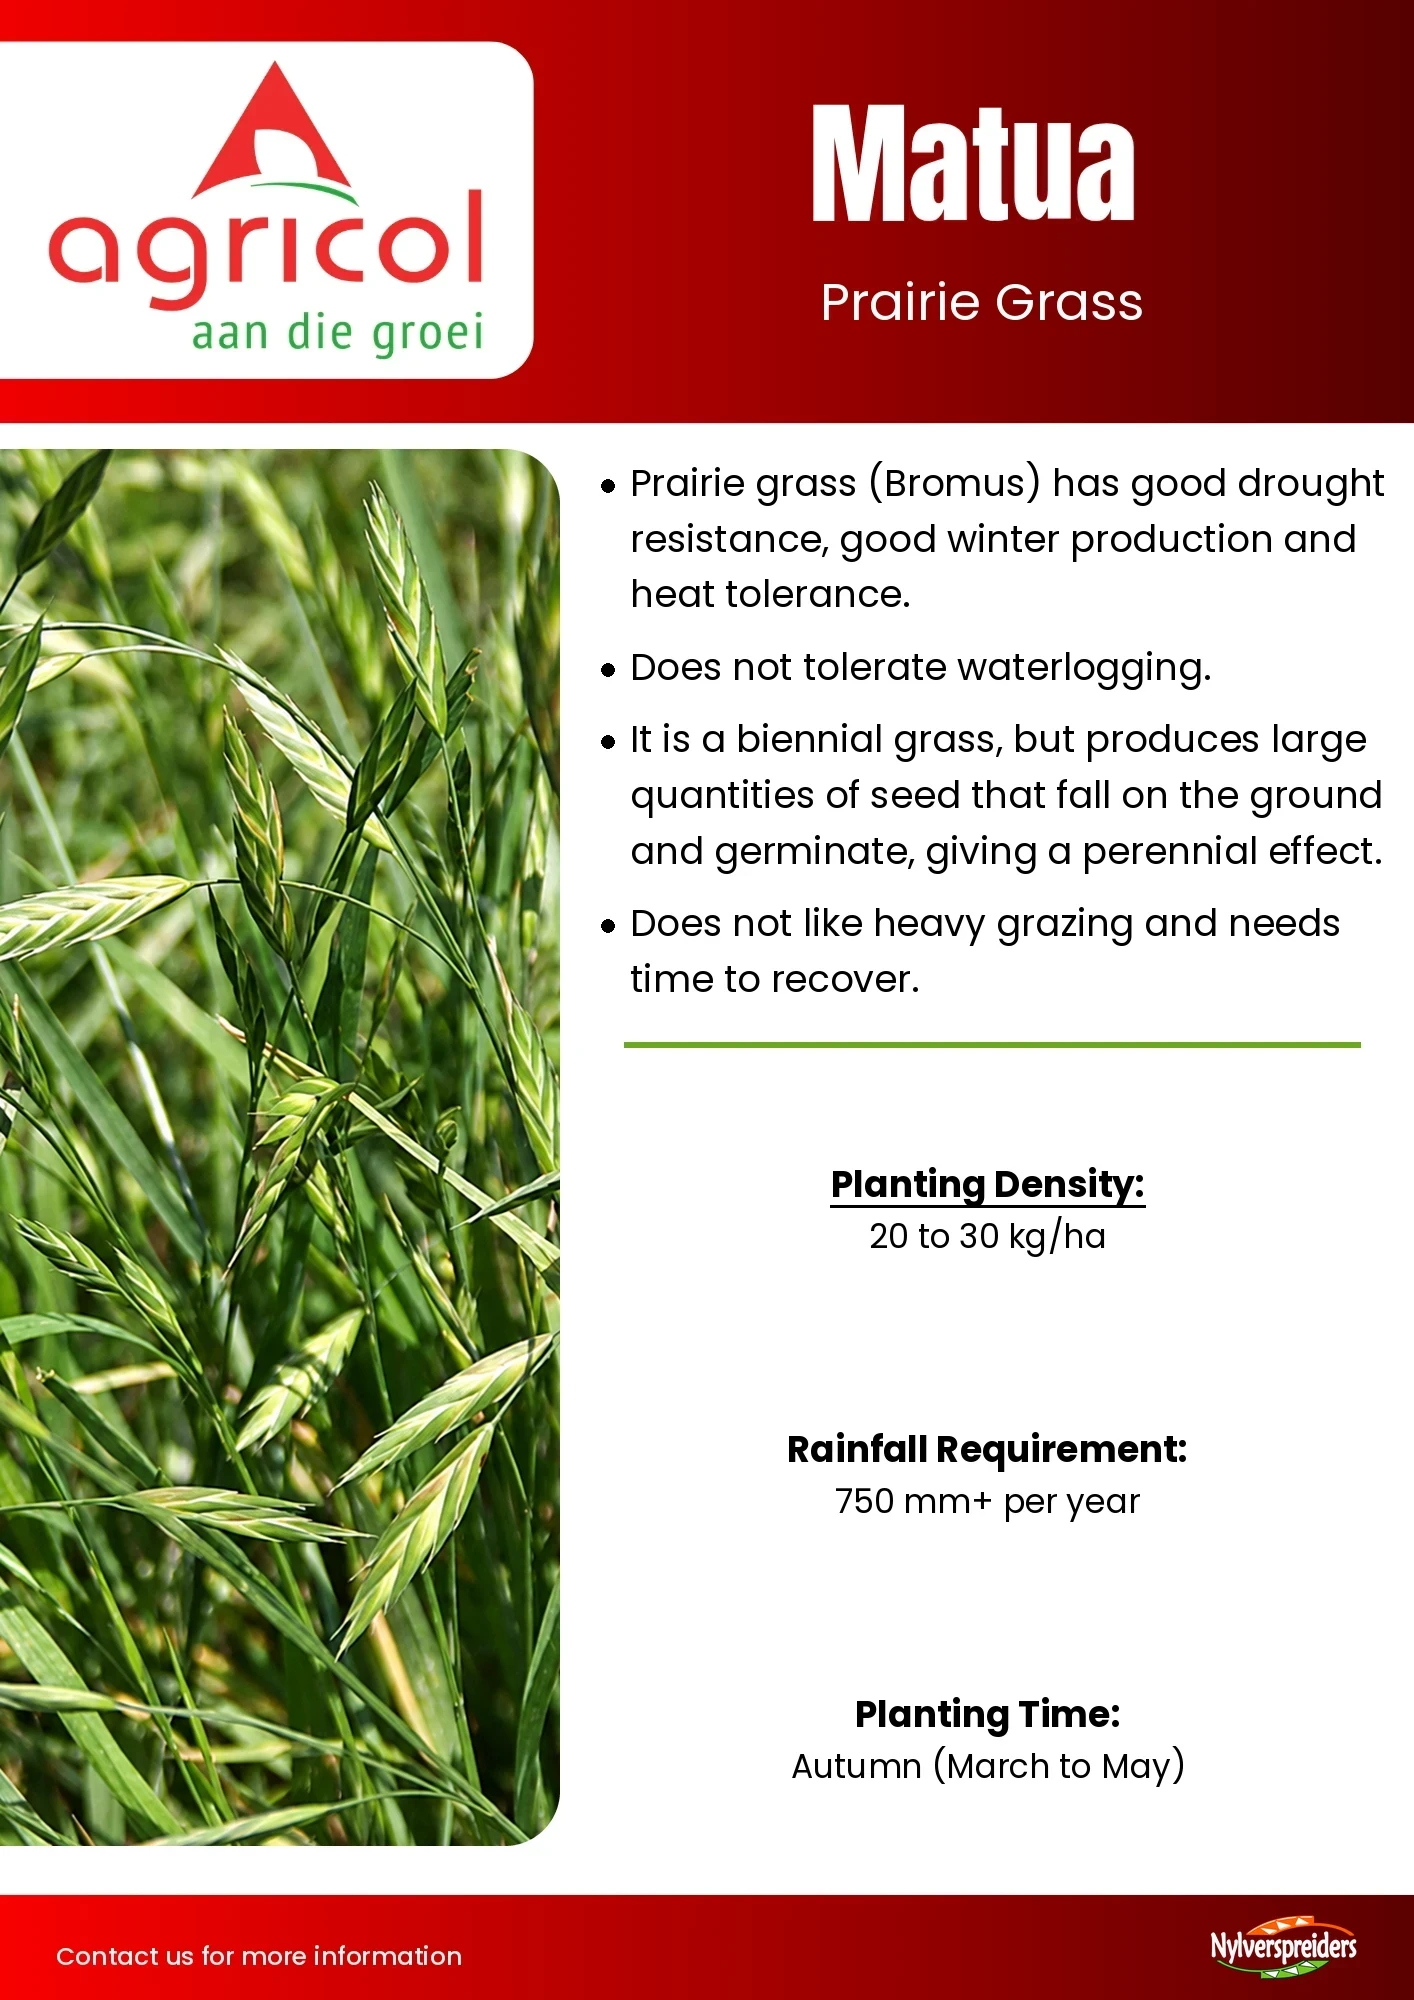 agricol
aan die groei
Matua
Prairie Grass
• Prairie grass (Bromus) has good drought
resistance, good winter production and
heat tolerance.
• Does not tolerate waterlogging.
• It is a biennial grass, but produces large
quantities of seed that fall on the ground
and germinate, giving a perennial effect.
• Does not like heavy grazing and needs
time to recover.
Planting Density:
20 to 30 kg/ha
Rainfall Requirement:
750 mm+ per year
Planting Time:
Autumn (March to May)
Contact us for more information
Nylverspreiders